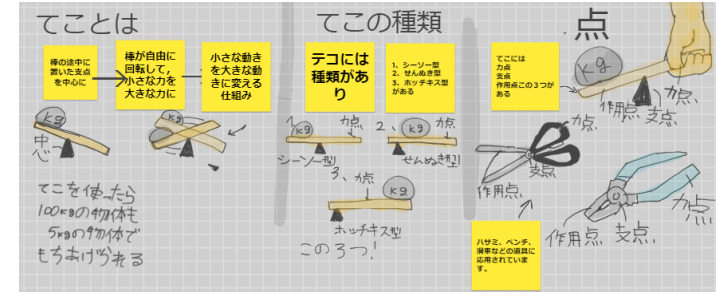 てことは
棒の途中に
置いた支点
を中心に
棒が自由に
回転して,
小さな力を
大きな力に
小さな動き
を大きな動
きに変える
仕組み
kg
中心
kg
てこを使ったら
100kgの物体も
5kgの物体で
もちあげられる
てこの種類
テコには
種類があ
り
1、シーソー型
2、せんぬき型
3、ホッチキス型
がある
1、
kg
力点
シーソー型
2、
kg
力点
せんぬき型
3、力点
kg
ホッチキス型
この3つ!
点
てこには
力点
支点
作用点この３つが
ある
kg
作用点
支点
力点
力点
支点
作用点
ハサミ、ペンチ、
滑車などの道具に
応用されていま
す。
作用点
支点
力点